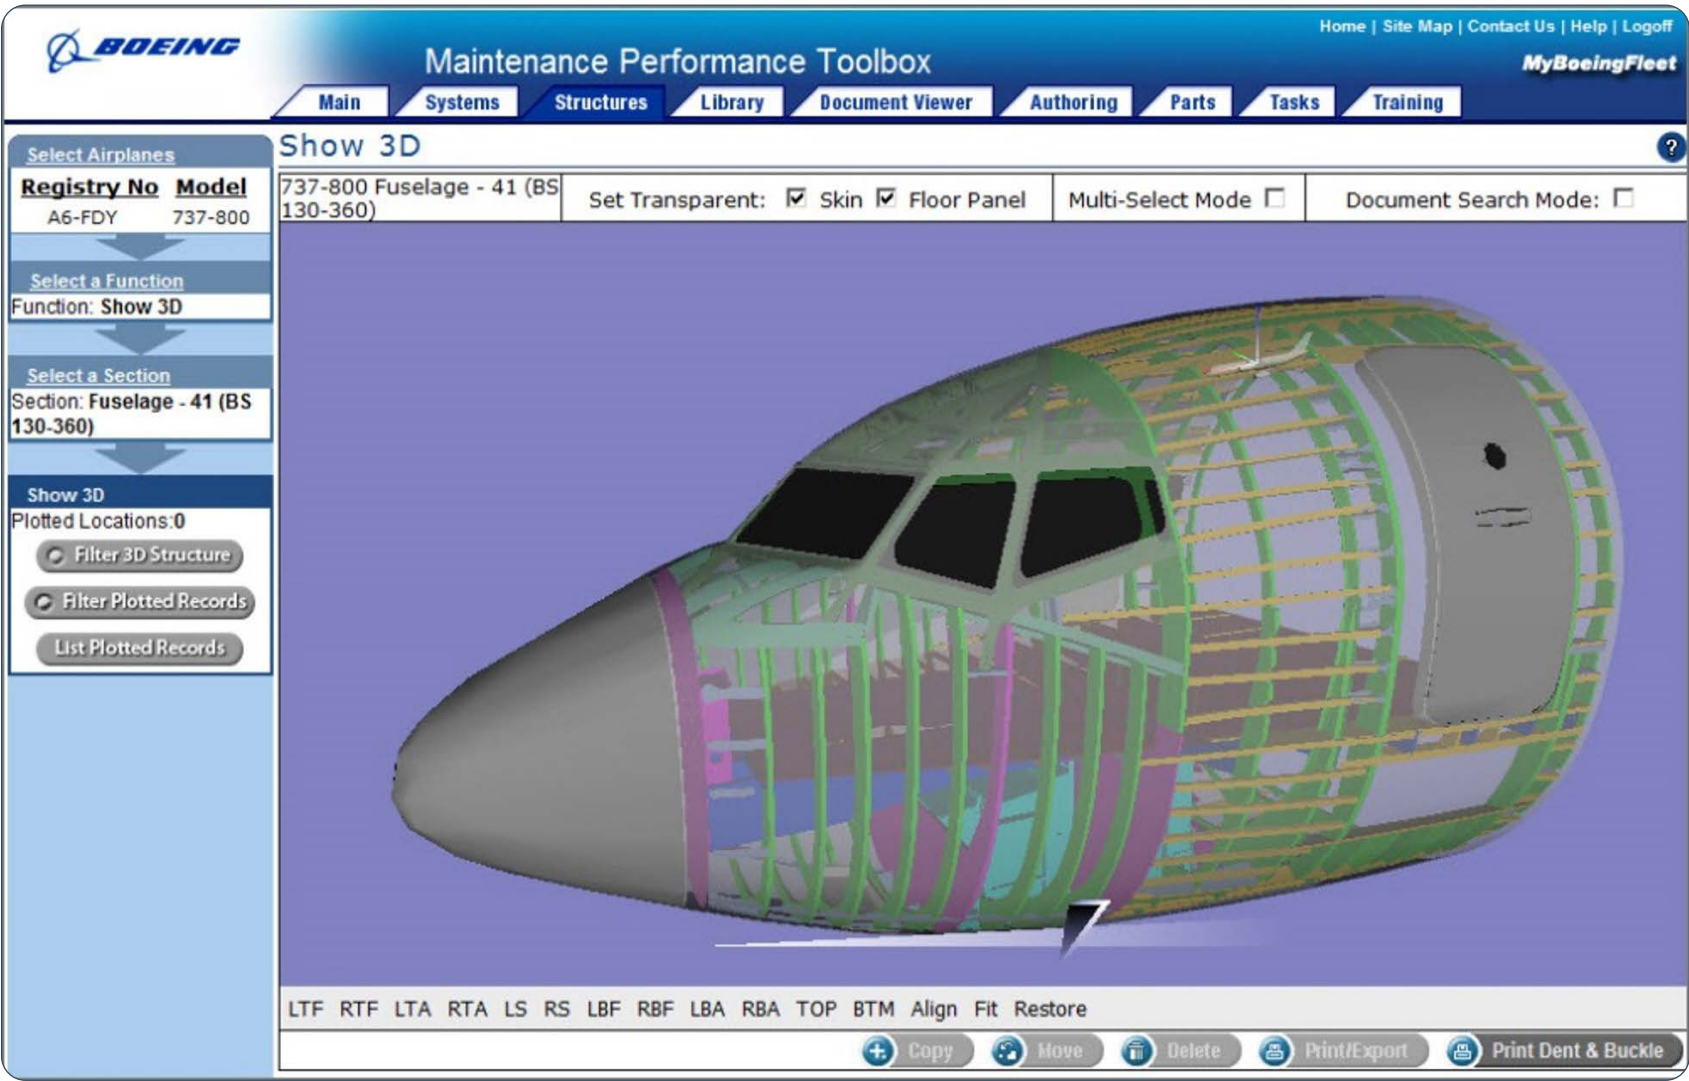 Home | Site Map | Contact Us | Help | Logoff
BOEING
Maintenance Performance Toolbox
MyBoeingFleet
Main Systems Structures Library Document Viewer Authoring Parts Tasks Training
Select Airplanes
Registry No Model
A6-FDY 737-800
Select a Function
Function: Show 3D
Select a Section
Section: Fuselage - 41 (BS
130-360)
Show 3D
Plotted Locations:0
Filter 3D Structure
Filter Plotted Records
List Plotted Records
Show 3D
?
737-800 Fuselage - 41 (BS
130-360)
Set Transparent: Skin Floor Panel
Multi-Select Mode
Document Search Mode:
LTF RTF LTA RTA LS RS LBF RBF LBA RBA TOP BTM Align Fit Restore
Copy Move Delete Print/Export Print Dent & Buckle